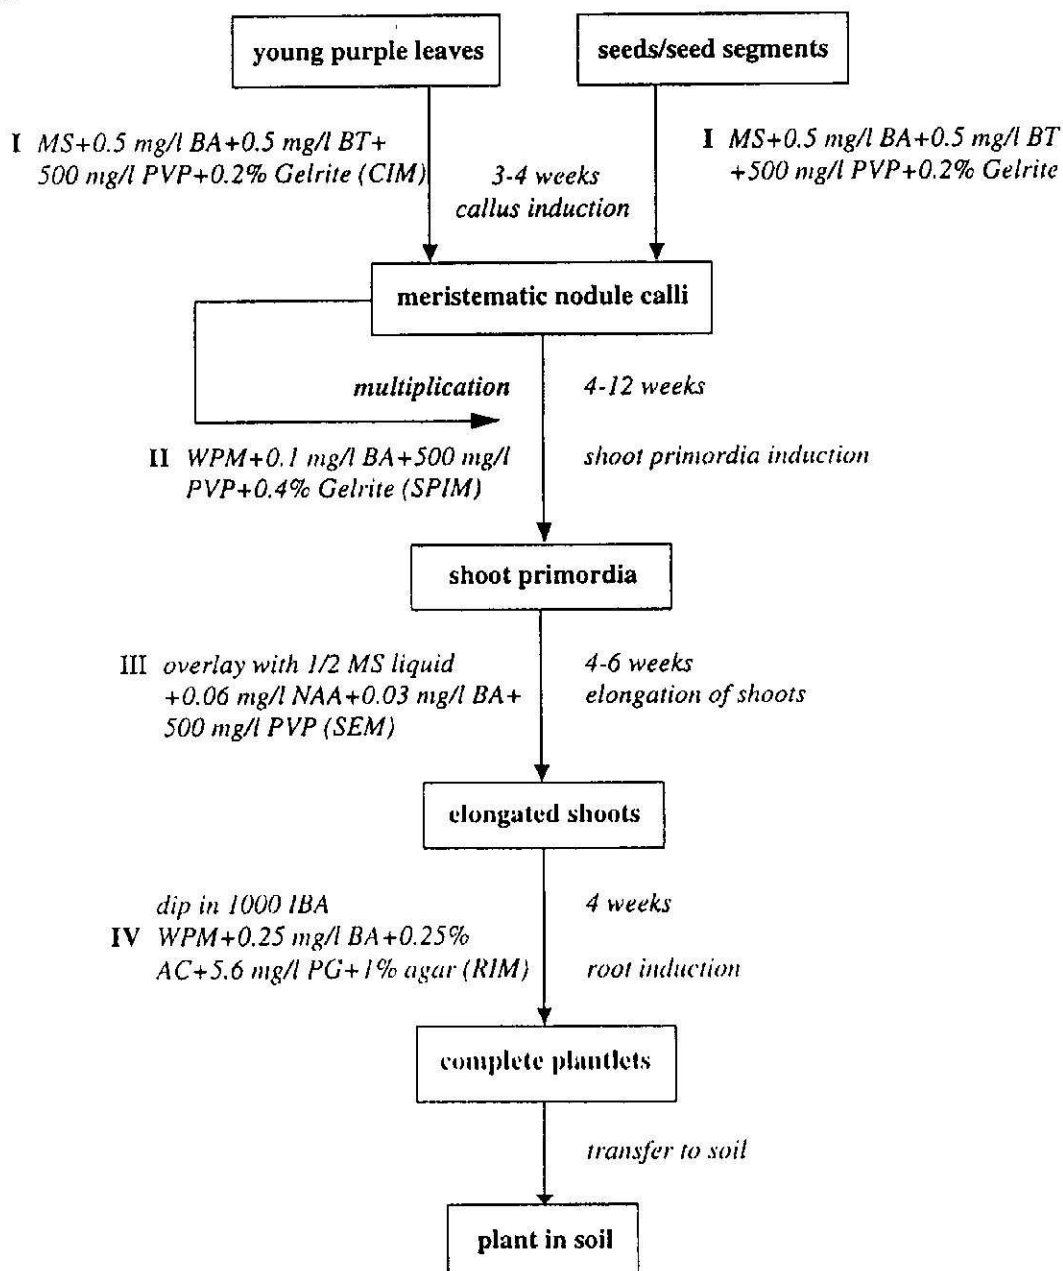 young purple leaves
seeds/seed segments
I MS+0.5 mg/l BA+0.5 mg/l BT+
500 mg/l PVP+0.2% Gelrite (CIM)
3-4 weeks
callus induction
I MS+0.5 mg/l BA+0.5 mg/l BT
+500 mg/l PVP+0.2% Gelrite
meristematic nodule calli
multiplication
4-12 weeks
II WPM+0.1 mg/l BA+500 mg/l
PVP+0.4% Gelrite (SPIM)
shoot primordia induction
shoot primordia
III overlay with 1/2 MS liquid
+0.06 mg/l NAA+0.03 mg/l BA+
500 mg/l PVP (SEM)
4-6 weeks
elongation of shoots
elongated shoots
dip in 1000 IBA
IV WPM+0.25 mg/l BA+0.25%
AC+5.6 mg/l PG+1% agar (RIM)
4 weeks
root induction
complete plantlets
transfer to soil
plant in soil